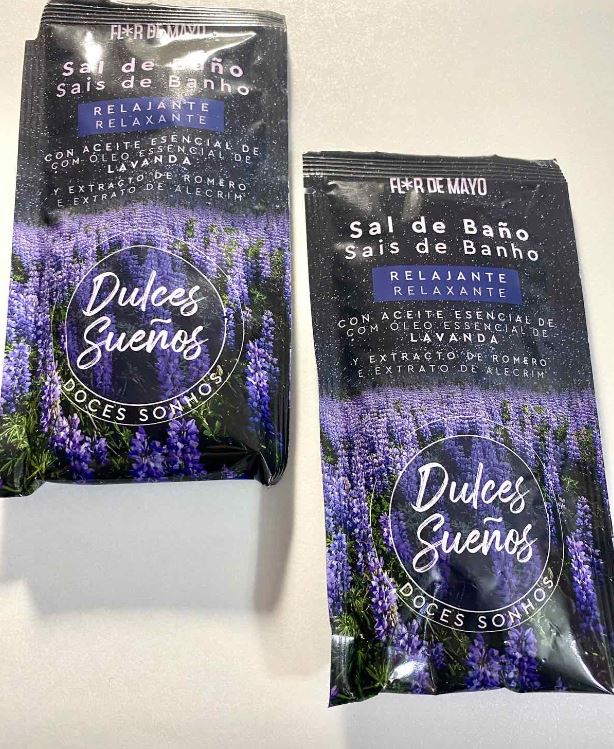 FL*R DE MAYO
Sal de Baño
Sais de Banho
RELAJANTE
RELAXANTE
CON ACEITE ESENCIAL DE
COM ÓLEO ESSENCIAL DE
LAVANDA
Y EXTRACTO DE ROMERO
E EXTRATO DE ALECRIM
Dulces
Sueños
DOCES SONHOS
FL*R DE MAYO
Sal de Baño
Sais de Banho
RELAJANTE
RELAXANTE
CON ACEITE ESENCIAL DE
COM ÓLEO ESSENCIAL DE
LAVANDA
Y EXTRACTO DE ROMERO
E EXTRATO DE ALECRIM
Dulces
Sueños
DOCES SONHOS